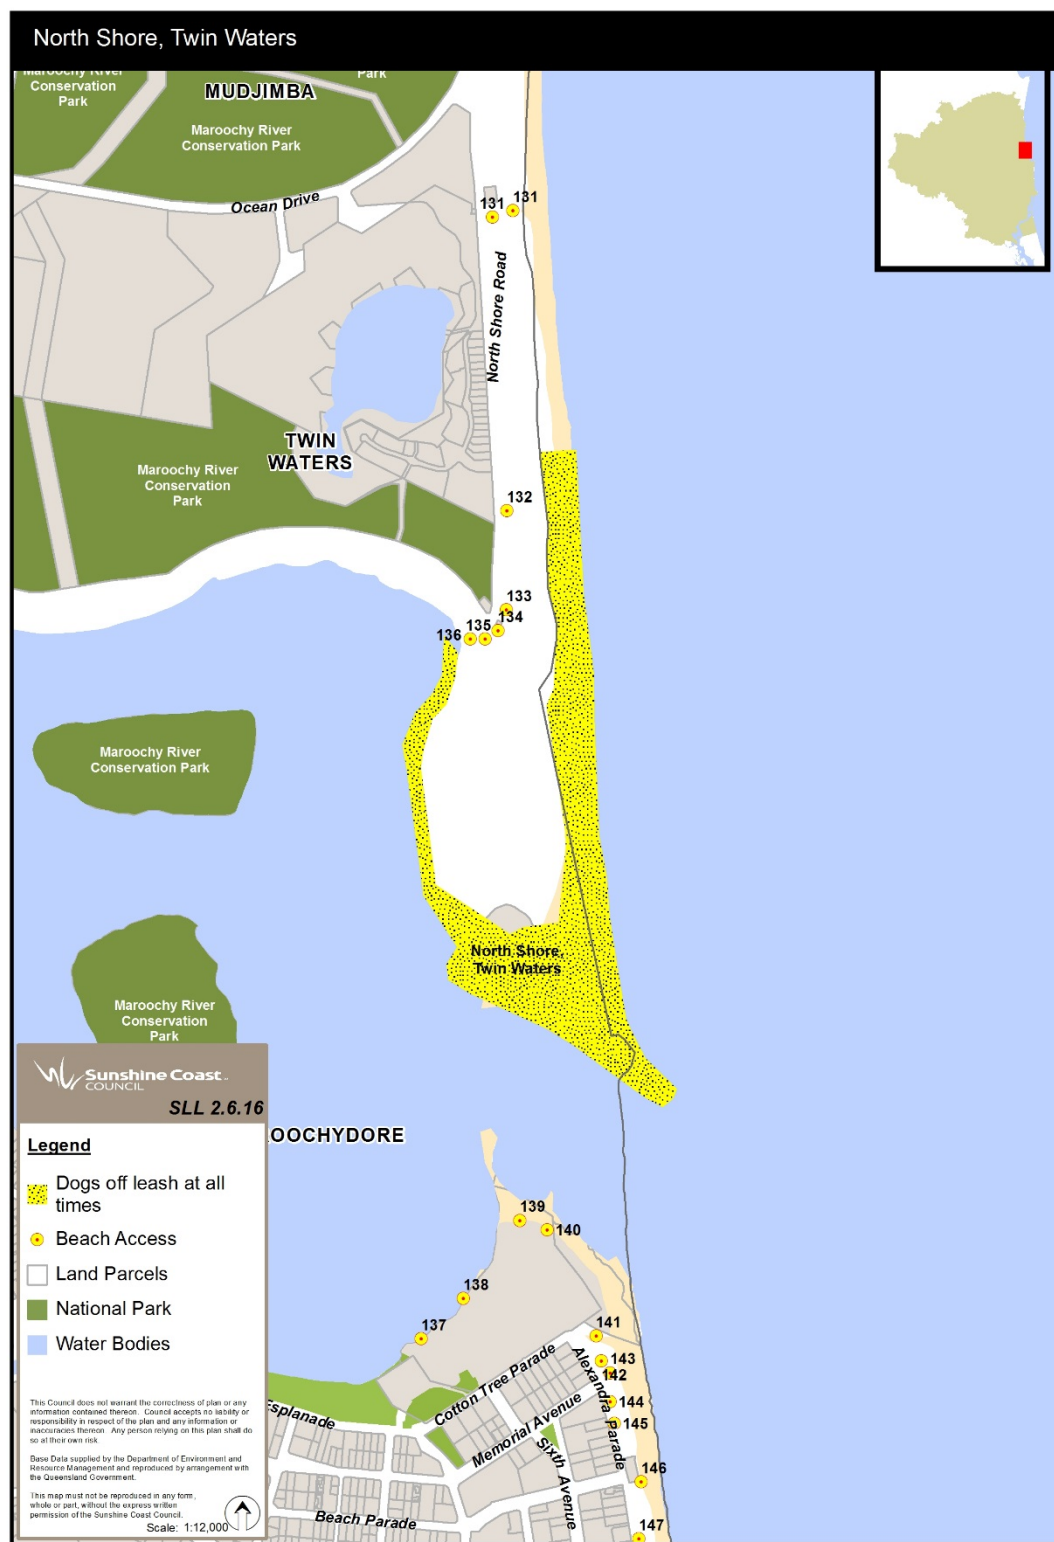 North Shore, Twin Waters
Maroochy River
Conservation
Park
Park
MUDJIMBA
Maroochy River
Conservation Park
Ocean Drive
131
131
North Shore Road
TWIN
WATERS
Maroochy River
Conservation
Park
132
133
134
135
136
Maroochy River
Conservation Park
North Shore,
Twin Waters
Maroochy River
Conservation
Park
Sunshine Coast
COUNCIL
SLL 2.6.16
OOCHYDORE
Legend
Dogs off leash at all
times
Beach Access
Land Parcels
National Park
Water Bodies
139
140
138
137
141
143
142
144
145
146
147
Cotton Tree Parade
Alexandra Parade
Memorial Avenue
Sixth Avenue
Esplanade
Beach Parade
This Council does not warrant the correctness of plan or any
information contained thereon. Council accepts no liability or
responsibility in respect of the plan and any information or
inaccuracies thereon. Any person relying on this plan shall do
so at their own risk.
Base Data supplied by the Department of Environment and
Resource Management and reproduced by arrangement with
the Queensland Government.
This map must not be reproduced in any form,
whole or part, without the express written
permission of the Sunshine Coast Council.
Scale: 1:12,000